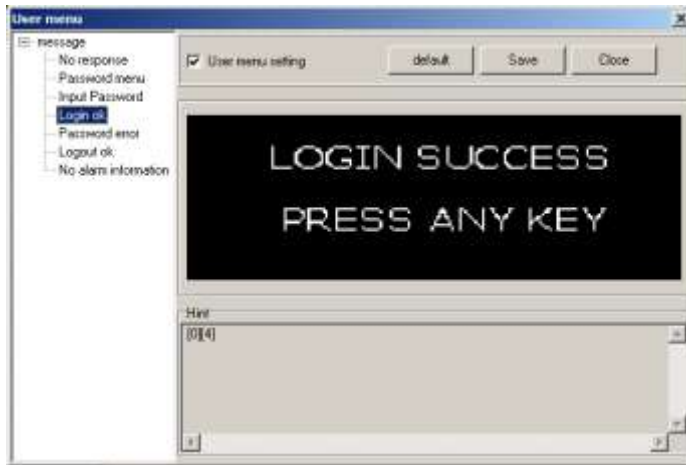 User menu
message
No response
Password menu
Input Password
Login ok
Password error
Logout ok
No alarm information
User menu setting
default
Save
Close
LOGIN SUCCESS
PRESS ANY KEY
Hint
[0][4]